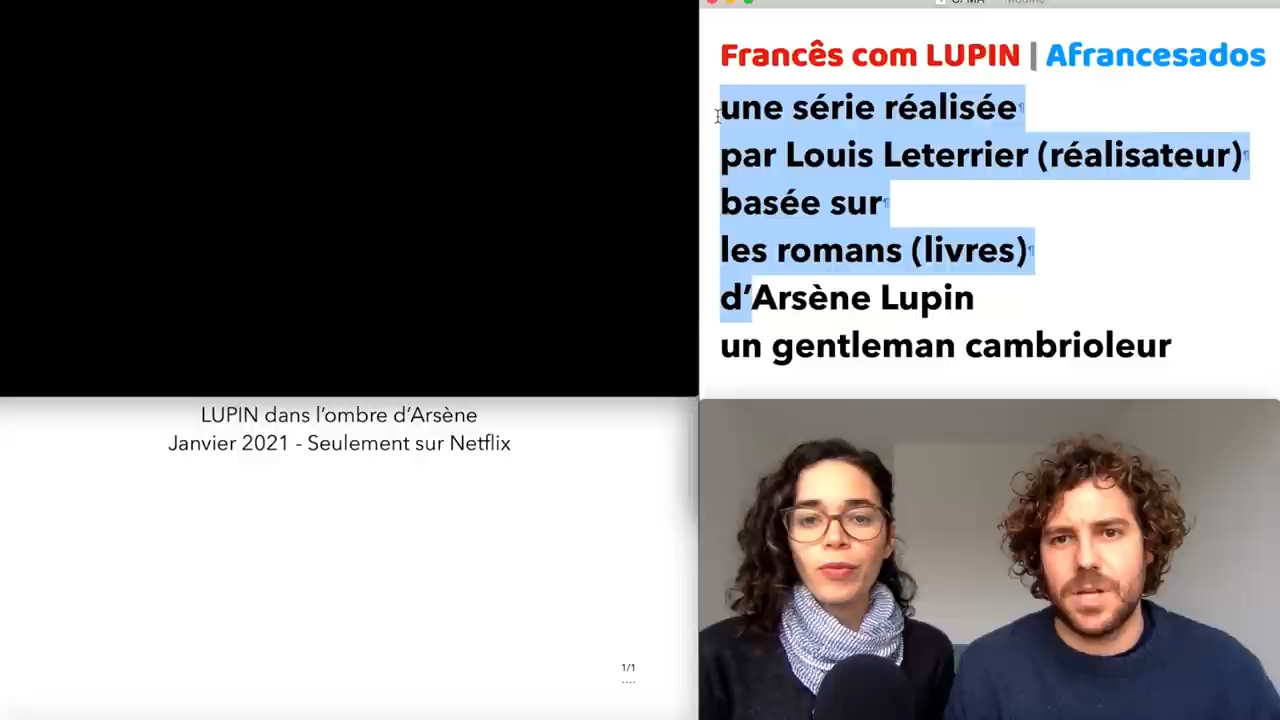 Francês com LUPIN | Afrancesados
une série réalisée
par Louis Leterrier (réalisateur)
basée sur
les romans (livres)
d’Arsène Lupin
un gentleman cambrioleur
LUPIN dans l’ombre d’Arsène
Janvier 2021 - Seulement sur Netflix
1/1